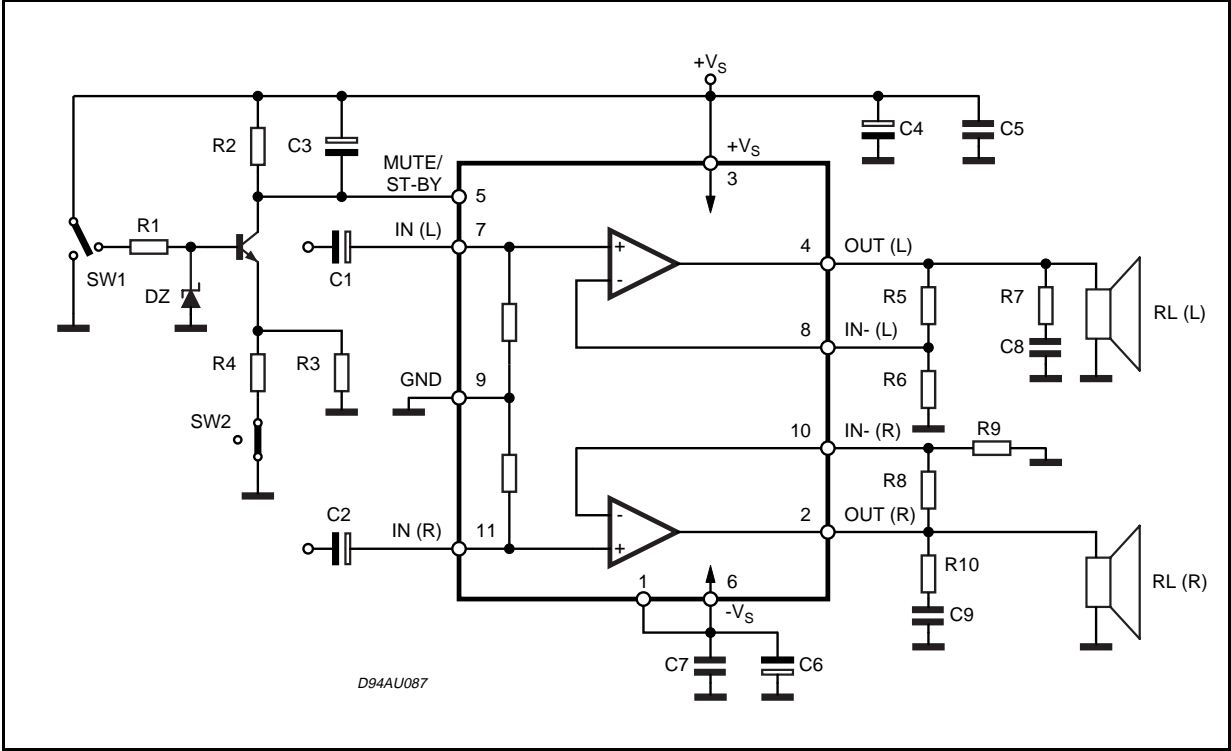 +VS
R2
C3
C4
C5
MUTE/
ST-BY
5
+VS
3
R1
IN (L)
7
+
-
4
OUT (L)
SW1
C1
DZ
R5
R7
RL (L)
8
IN- (L)
C8
R4
R3
GND
9
R6
SW2
10
IN- (R)
R9
R8
C2
IN (R)
11
-
+
2
OUT (R)
R10
RL (R)
1
6
-VS
C9
C7
C6
D94AU087